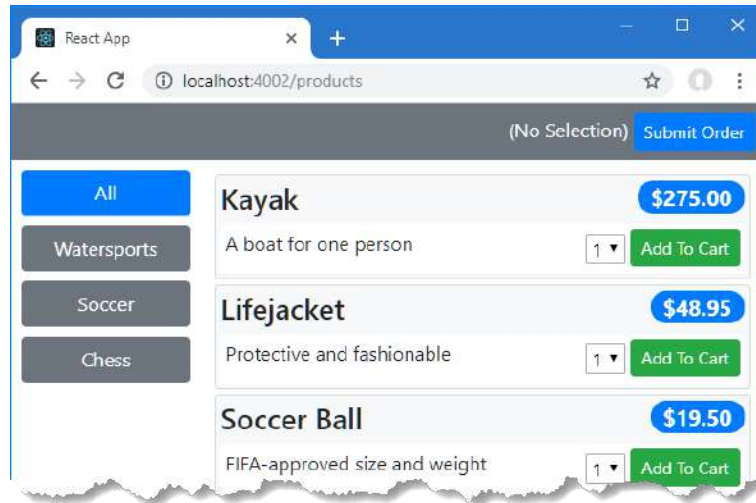 React App
localhost:4002/products
(No Selection) Submit Order
All
Watersports
Soccer
Chess
Kayak $275.00
A boat for one person 1 Add To Cart
Lifejacket $48.95
Protective and fashionable 1 Add To Cart
Soccer Ball $19.50
FIFA-approved size and weight 1 Add To Cart